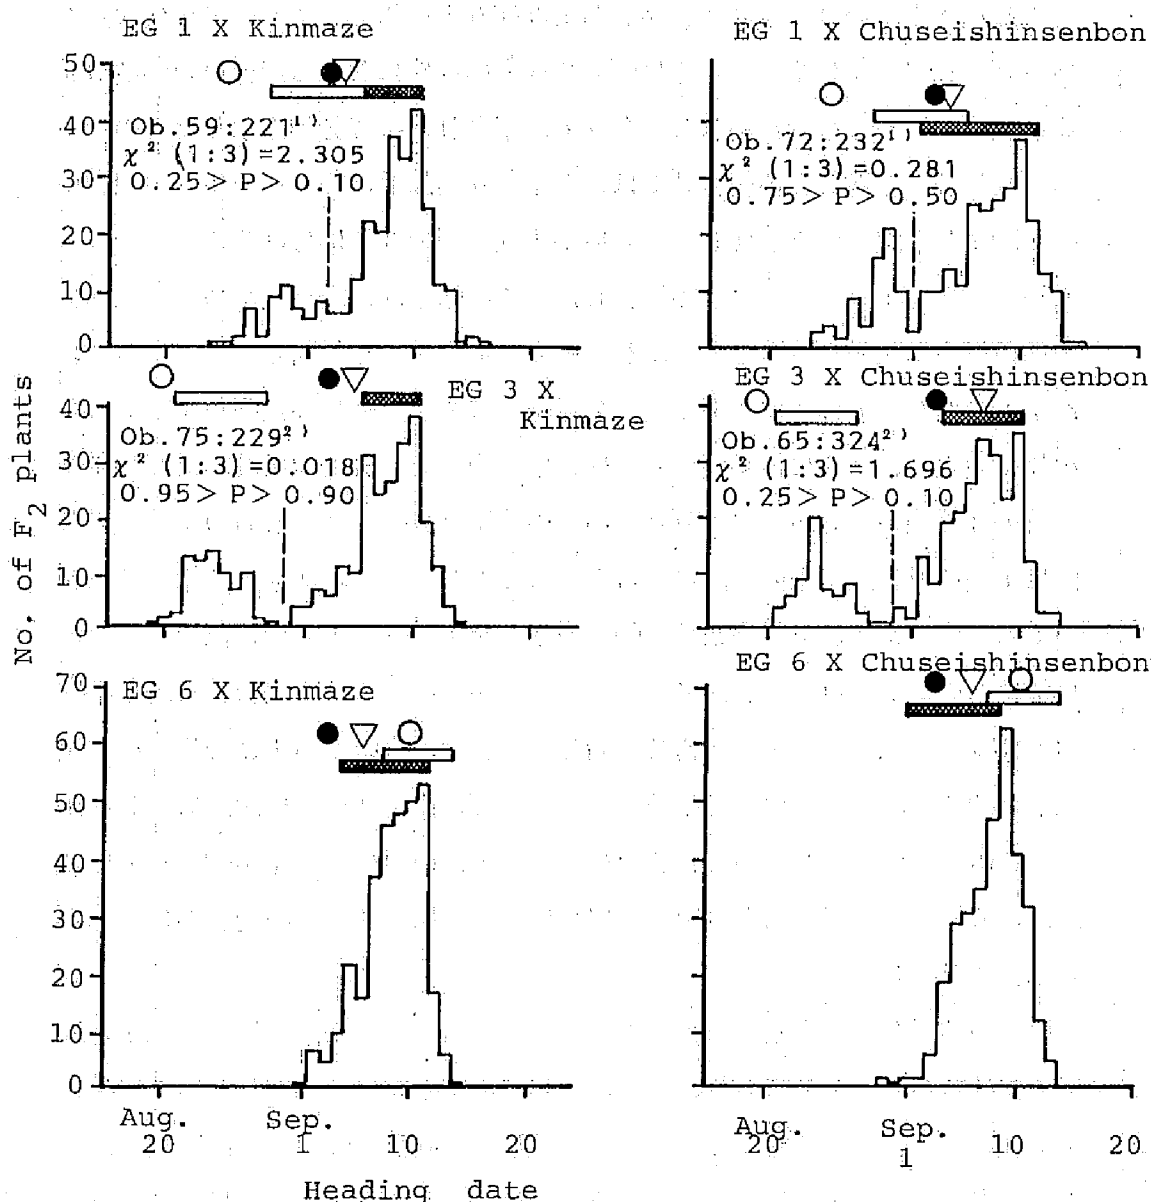 EG 1 X Kinmaze
EG 1 X Chuseishinsenbon
50
40
30
20
10
0
Ob.59:221¹⁾
χ² (1:3)=2.305
0.25> P> 0.10
Ob.72:232¹⁾
χ² (1:3)=0.281
0.75> P> 0.50
EG 3 X
Kinmaze
EG 3 X Chuseishinsenbon
40
30
20
10
0
Ob.75:229²⁾
χ² (1:3)=0.018
0.95> P> 0.90
Ob.65:324²⁾
χ² (1:3)=1.696
0.25> P> 0.10
No. of F₂ plants
EG 6 X Kinmaze
EG 6 X Chuseishinsenbon
70
60
50
40
30
20
10
0
Aug. Sep.
20 1 10 20
Aug. Sep.
20 1 10 20
Heading date